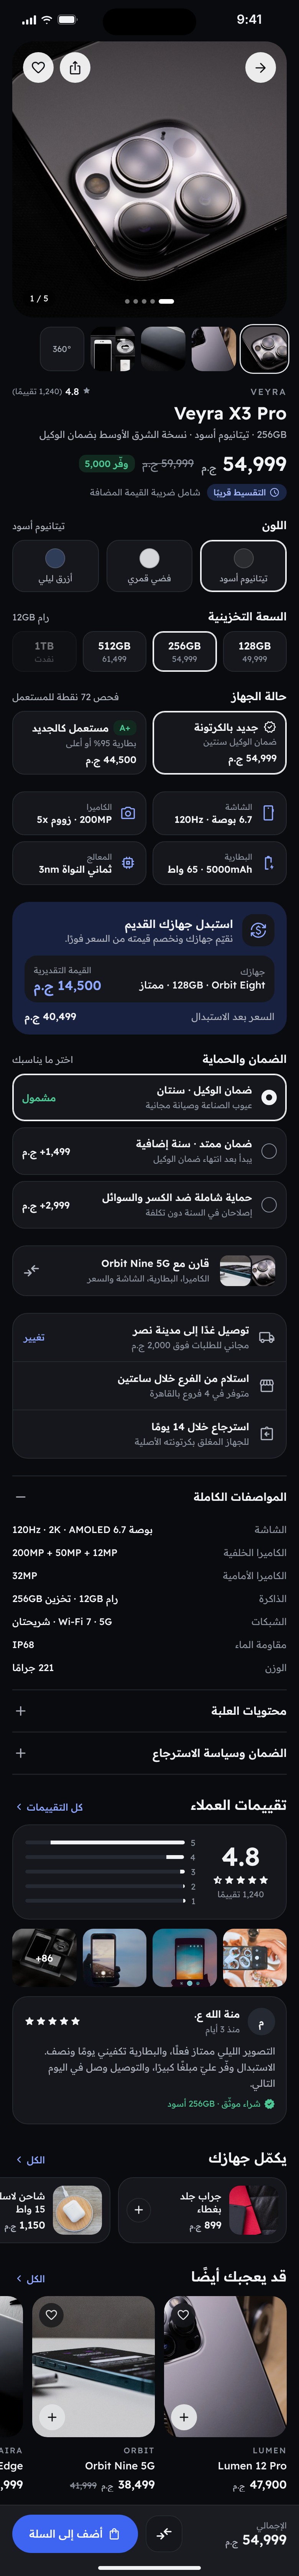 9:41
1 / 5
360°
VEYRA
4.8 (1,240 تقييمًا)
Veyra X3 Pro
256GB · تيتانيوم أسود · نسخة الشرق الأوسط بضمان الوكيل
54,999 ج.م 59,999 ج.م وفّر 5,000
التقسيط قريبًا شامل ضريبة القيمة المضافة
اللون
تيتانيوم أسود
تيتانيوم أسود
فضي قمري
أزرق ليلي
السعة التخزينية
رام 12GB
128GB
49,999
256GB
54,999
512GB
61,499
1TB
نفدت
حالة الجهاز
فحص 72 نقطة للمستعمل
جديد بالكرتونة
ضمان الوكيل سنتين
54,999 ج.م
A+ مستعمل كالجديد
بطارية 95% أو أعلى
44,500 ج.م
الشاشة
6.7 بوصة · 120Hz
الكاميرا
200MP · زووم 5x
البطارية
5000mAh · 65 واط
المعالج
ثماني النواة 3nm
استبدل جهازك القديم
نقيّم جهازك ونخصم قيمته من السعر فورًا.
جهازك
Orbit Eight · 128GB · ممتاز
القيمة التقديرية
14,500 ج.م
السعر بعد الاستبدال
40,499 ج.م
الضمان والحماية
اختر ما يناسبك
ضمان الوكيل · سنتان
عيوب الصناعة وصيانة مجانية
مشمول
ضمان ممتد · سنة إضافية
يبدأ بعد انتهاء ضمان الوكيل
+1,499 ج.م
حماية شاملة ضد الكسر والسوائل
إصلاحان في السنة دون تكلفة
+2,999 ج.م
قارن مع Orbit Nine 5G
الكاميرا، البطارية، الشاشة والسعر
توصيل غدًا إلى مدينة نصر
مجاني للطلبات فوق 2,000 ج.م
تغيير
استلام من الفرع خلال ساعتين
متوفر في 4 فروع بالقاهرة
استرجاع خلال 14 يومًا
للجهاز المغلق بكرتونته الأصلية
المواصفات الكاملة
الشاشة
6.7 بوصة AMOLED · 2K · 120Hz
الكاميرا الخلفية
200MP + 50MP + 12MP
الكاميرا الأمامية
32MP
الذاكرة
رام 12GB · تخزين 256GB
الشبكات
5G · Wi-Fi 7 · شريحتان
مقاومة الماء
IP68
الوزن
221 جرامًا
محتويات العلبة
الضمان وسياسة الاسترجاع
تقييمات العملاء
كل التقييمات
4.8
1,240 تقييمًا
5
4
3
2
1
+86
م
منة الله ع.
منذ 3 أيام
التصوير الليلي ممتاز فعلًا، والبطارية تكفيني يومًا ونصف.
الاستبدال وفّر عليّ مبلغًا كبيرًا، والتوصيل وصل في اليوم
التالي.
شراء موثّق · 256GB أسود
يكمّل جهازك
الكل
جراب جلد
بغطاء
899 ج.م
15 واط
1,150 ج.م
قد يعجبك أيضًا
الكل
LUMEN
Lumen 12 Pro
47,900 ج.م
ORBIT
Orbit Nine 5G
38,499 ج.م 41,999
الإجمالي
54,999 ج.م
أضف إلى السلة